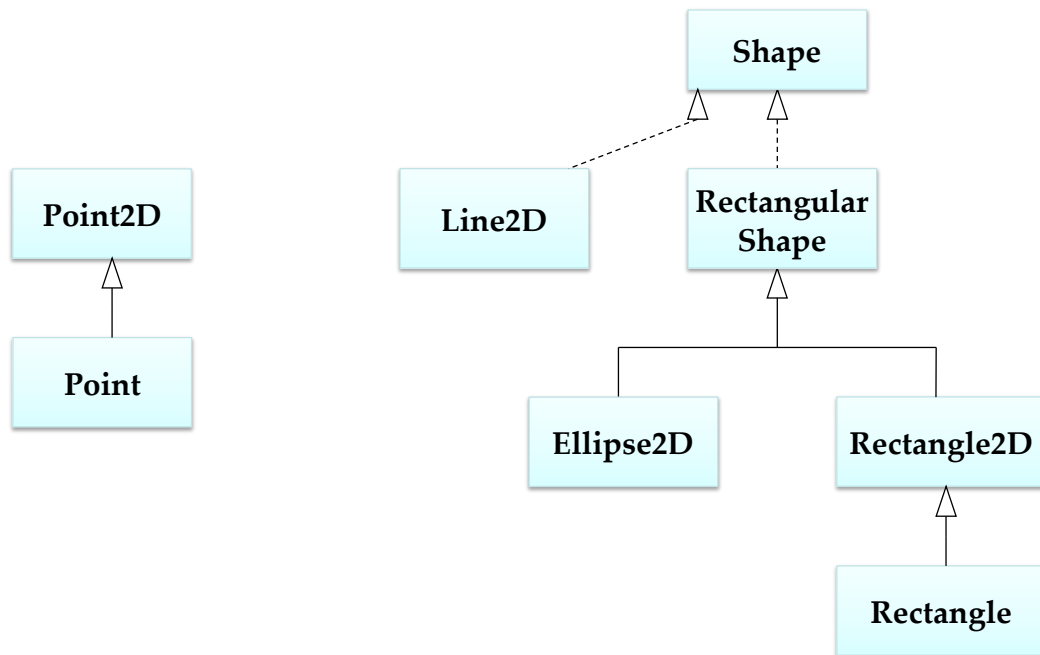 Shape
Point2D
Line2D
Rectangular
Shape
Point
Ellipse2D
Rectangle2D
Rectangle